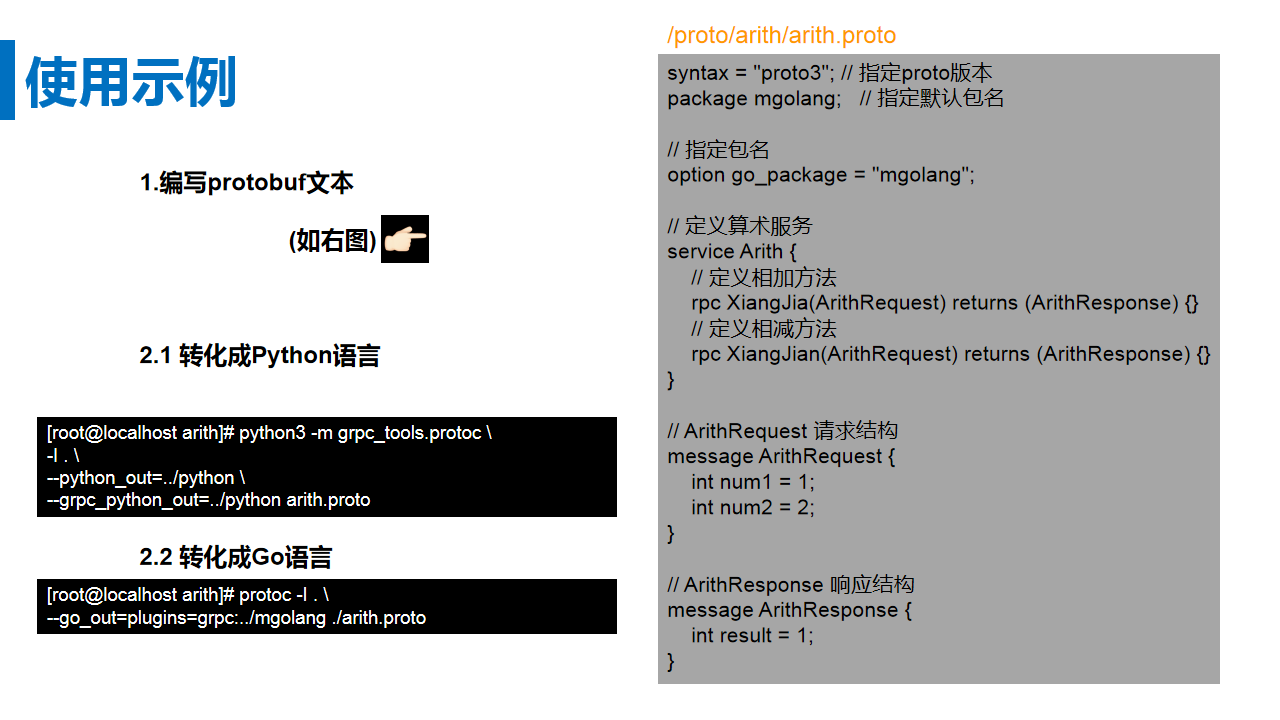 使用示例
1.编写protobuf文本
(如右图)
2.1 转化成Python语言
[root@localhost arith]# python3 -m grpc_tools.protoc \
-I . \
--python_out=../python \
--grpc_python_out=../python arith.proto
2.2 转化成Go语言
[root@localhost arith]# protoc -I . \
--go_out=plugins=grpc:../mgolang ./arith.proto
/proto/arith/arith.proto
syntax = "proto3"; // 指定proto版本
package mgolang;   // 指定默认包名
// 指定包名
option go_package = "mgolang";
// 定义算术服务
service Arith {
    // 定义相加方法
    rpc XiangJia(ArithRequest) returns (ArithResponse) {}
    // 定义相减方法
    rpc XiangJian(ArithRequest) returns (ArithResponse) {}
}
// ArithRequest 请求结构
message ArithRequest {
    int num1 = 1;
    int num2 = 2;
}
// ArithResponse 响应结构
message ArithResponse {
    int result = 1;
}